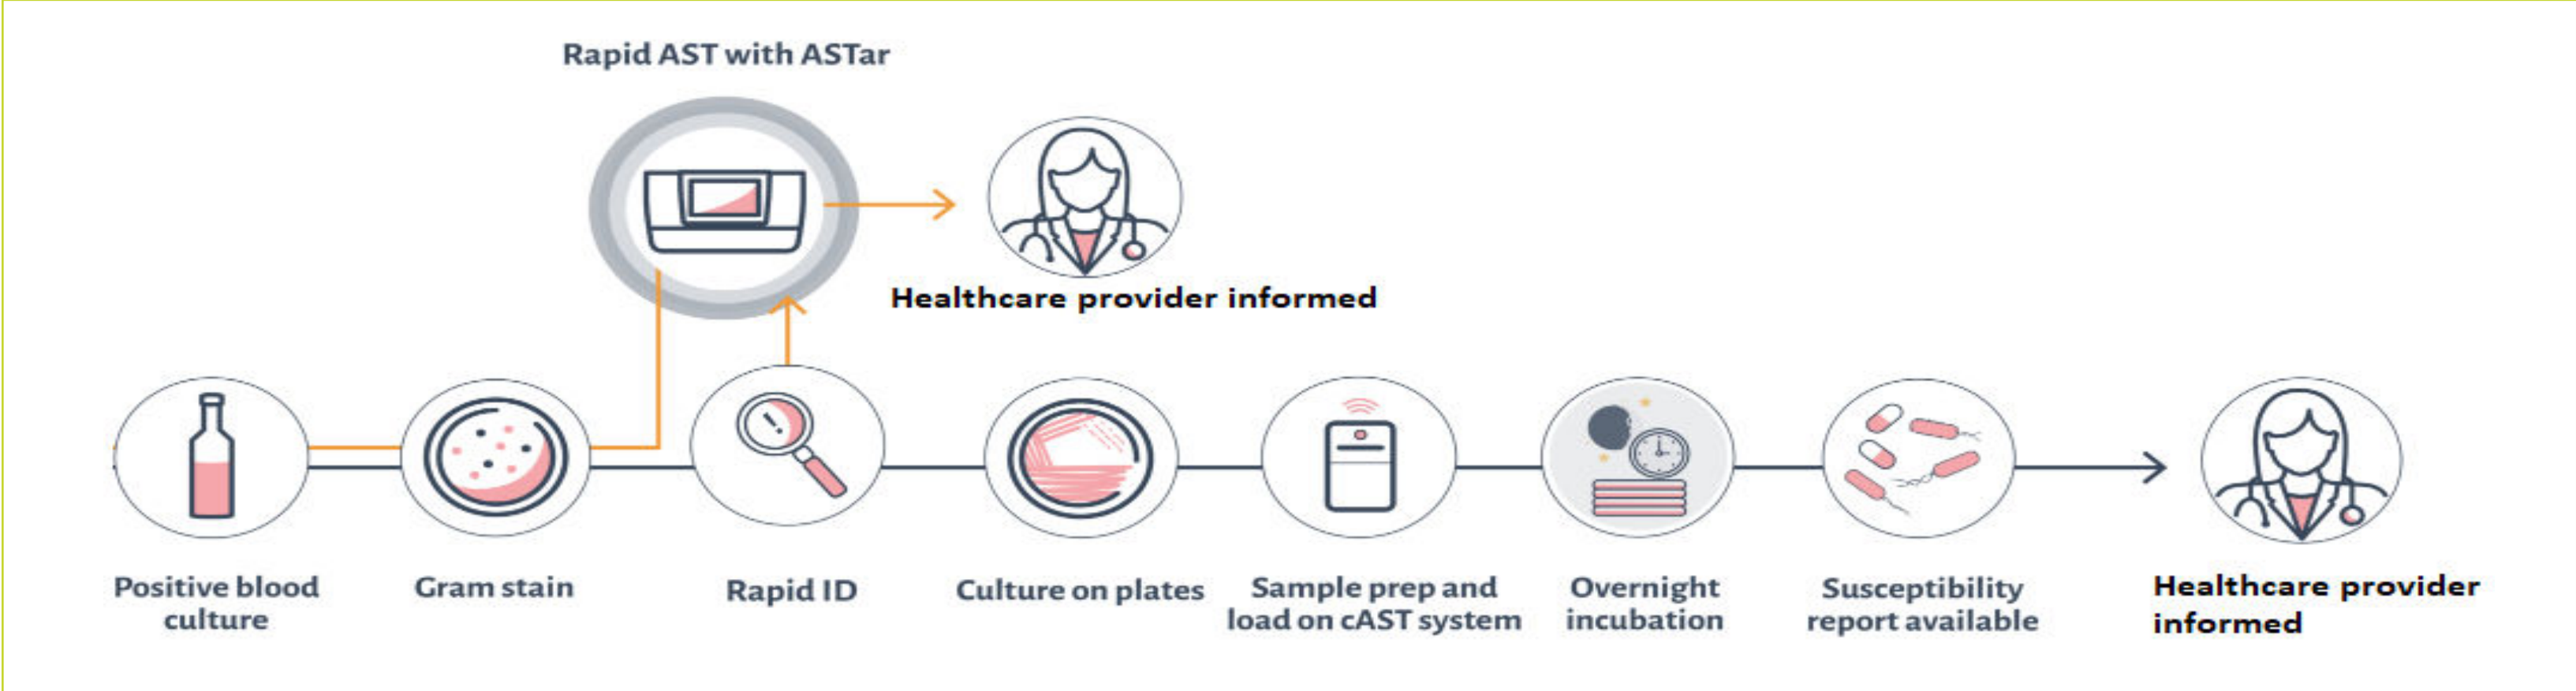 Rapid AST with ASTar
Healthcare provider informed
Positive blood
culture
Gram stain
Rapid ID
Culture on plates
Sample prep and
load on cAST system
Overnight
incubation
Susceptibility
report available
Healthcare provider
informed